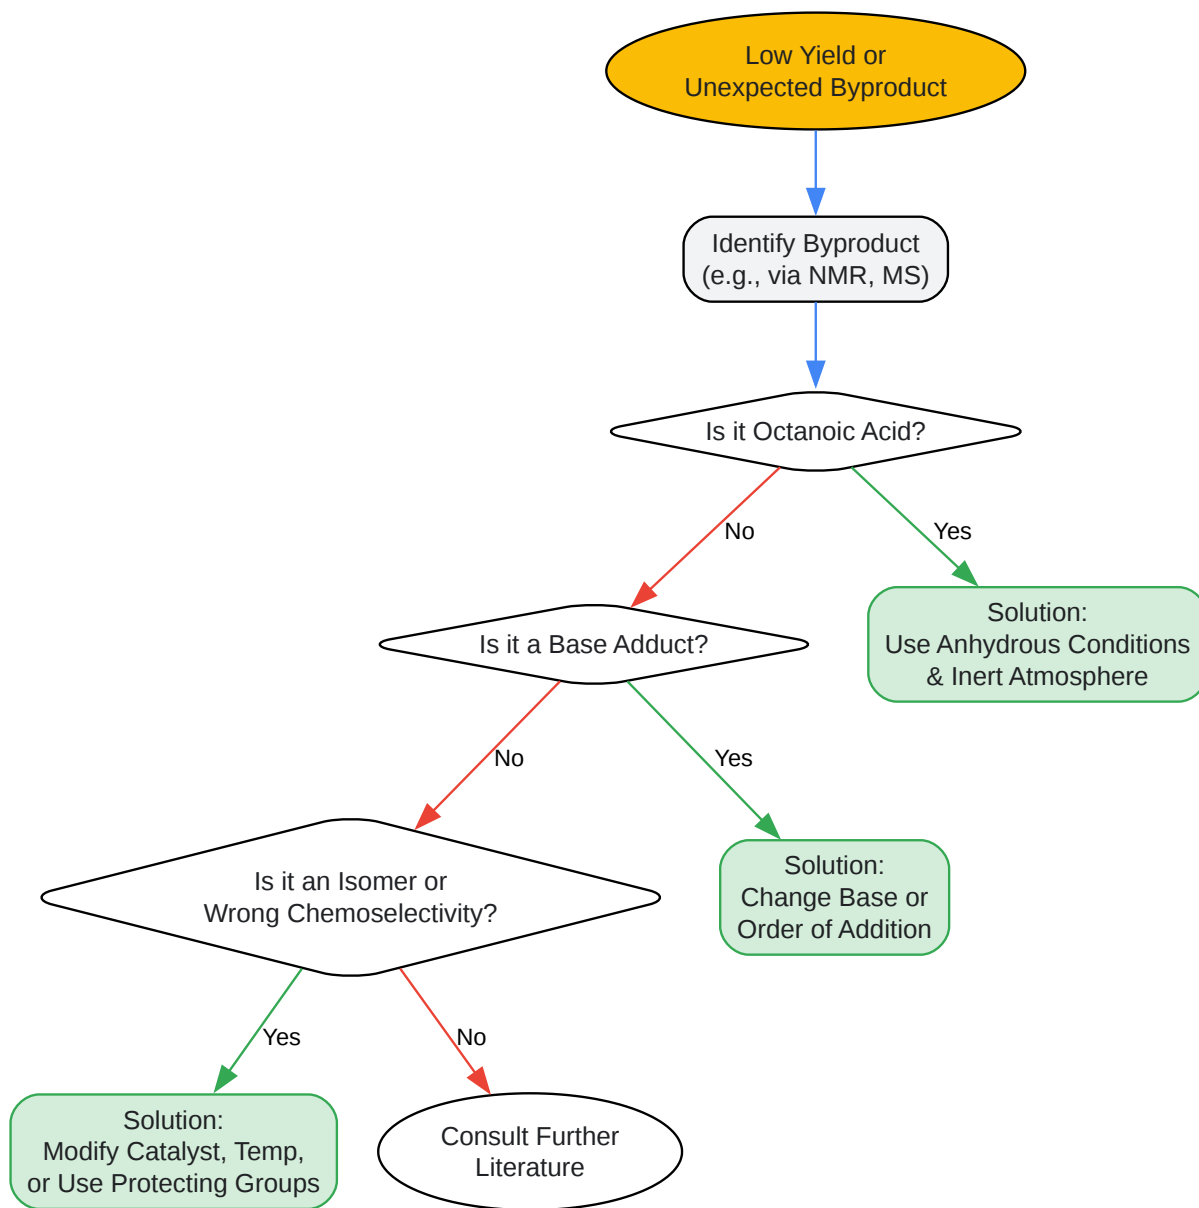 Low Yield or
Unexpected Byproduct
Identify Byproduct
(e.g., via NMR, MS)
Is it Octanoic Acid?
No
Yes
Solution:
Use Anhydrous Conditions
& Inert Atmosphere
Is it a Base Adduct?
No
Yes
Solution:
Change Base or
Order of Addition
Is it an Isomer or
Wrong Chemoselectivity?
Yes
No
Solution:
Modify Catalyst, Temp,
or Use Protecting Groups
Consult Further
Literature